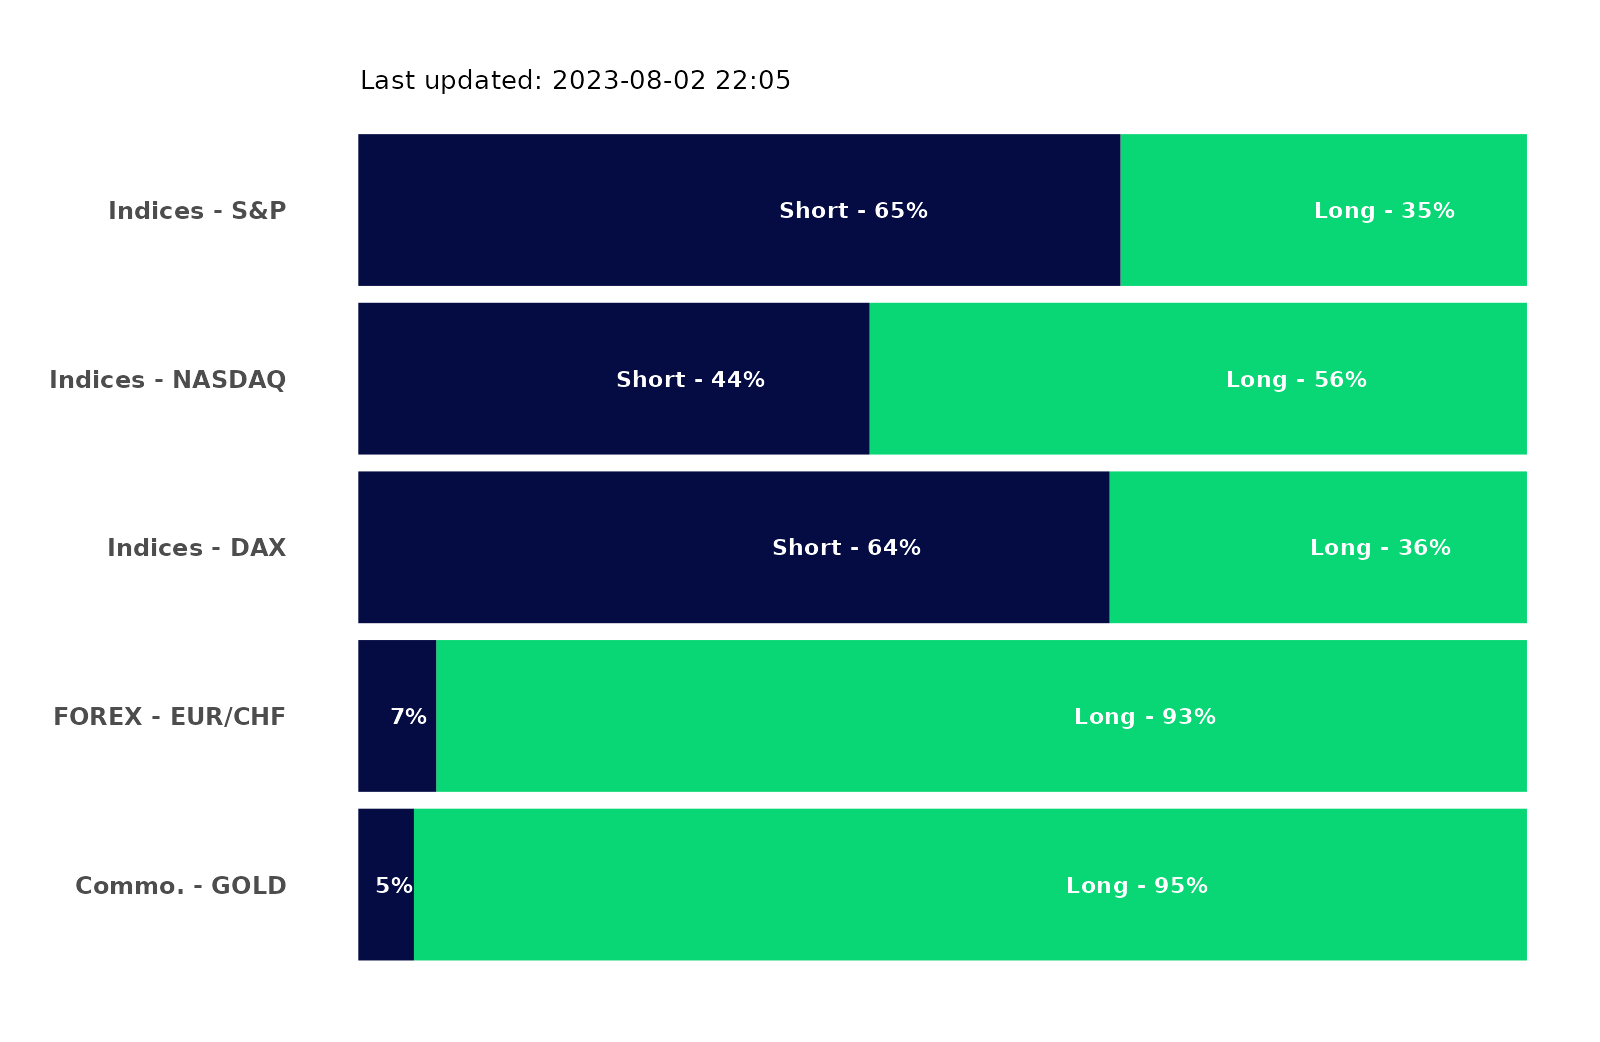 Last updated: 2023-08-02 22:05
Indices - S&P Short - 65% Long - 35%
Indices - NASDAQ Short - 44% Long - 56%
Indices - DAX Short - 64% Long - 36%
FOREX - EUR/CHF 7% Long - 93%
Commo. - GOLD 5% Long - 95%